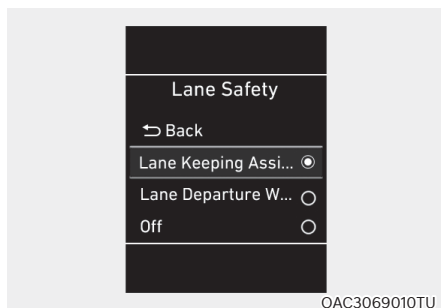 Lane Safety
⮌ Back
Lane Keeping Assi...
Lane Departure W...
Off
OAC3069010TU